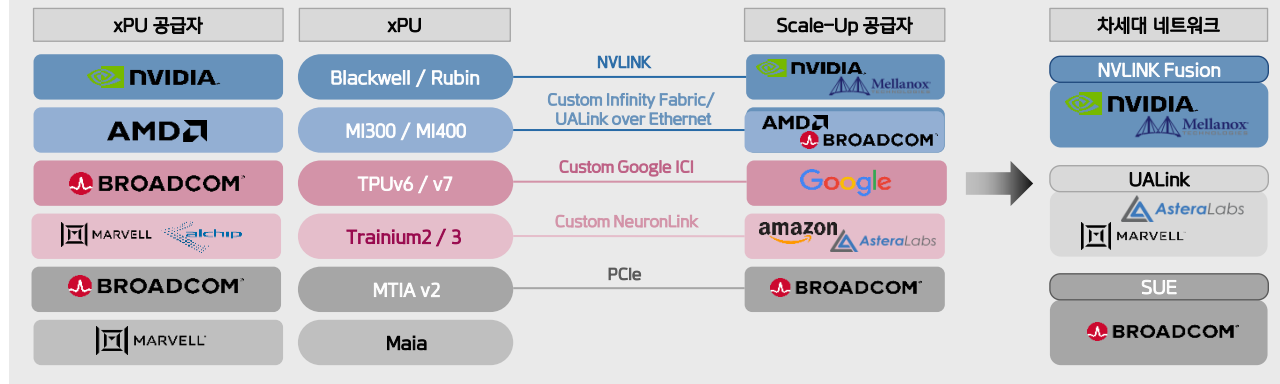 xPU 공급자
xPU
Scale-Up 공급자
차세대 네트워크
NVIDIA
Blackwell / Rubin
NVLINK
NVIDIA
Mellanox
AMD
MI300 / MI400
Custom Infinity Fabric/
UALink over Ethernet
AMD
BROADCOM
BROADCOM
TPUv6 / v7
Custom Google ICI
Google
MARVELL alchip
Trainium2 / 3
Custom NeuronLink
amazon
AsteraLabs
BROADCOM
MTIA v2
PCIe
BROADCOM
MARVELL
Maia
NVLINK Fusion
NVIDIA
Mellanox
UALink
AsteraLabs
MARVELL
SUE
BROADCOM